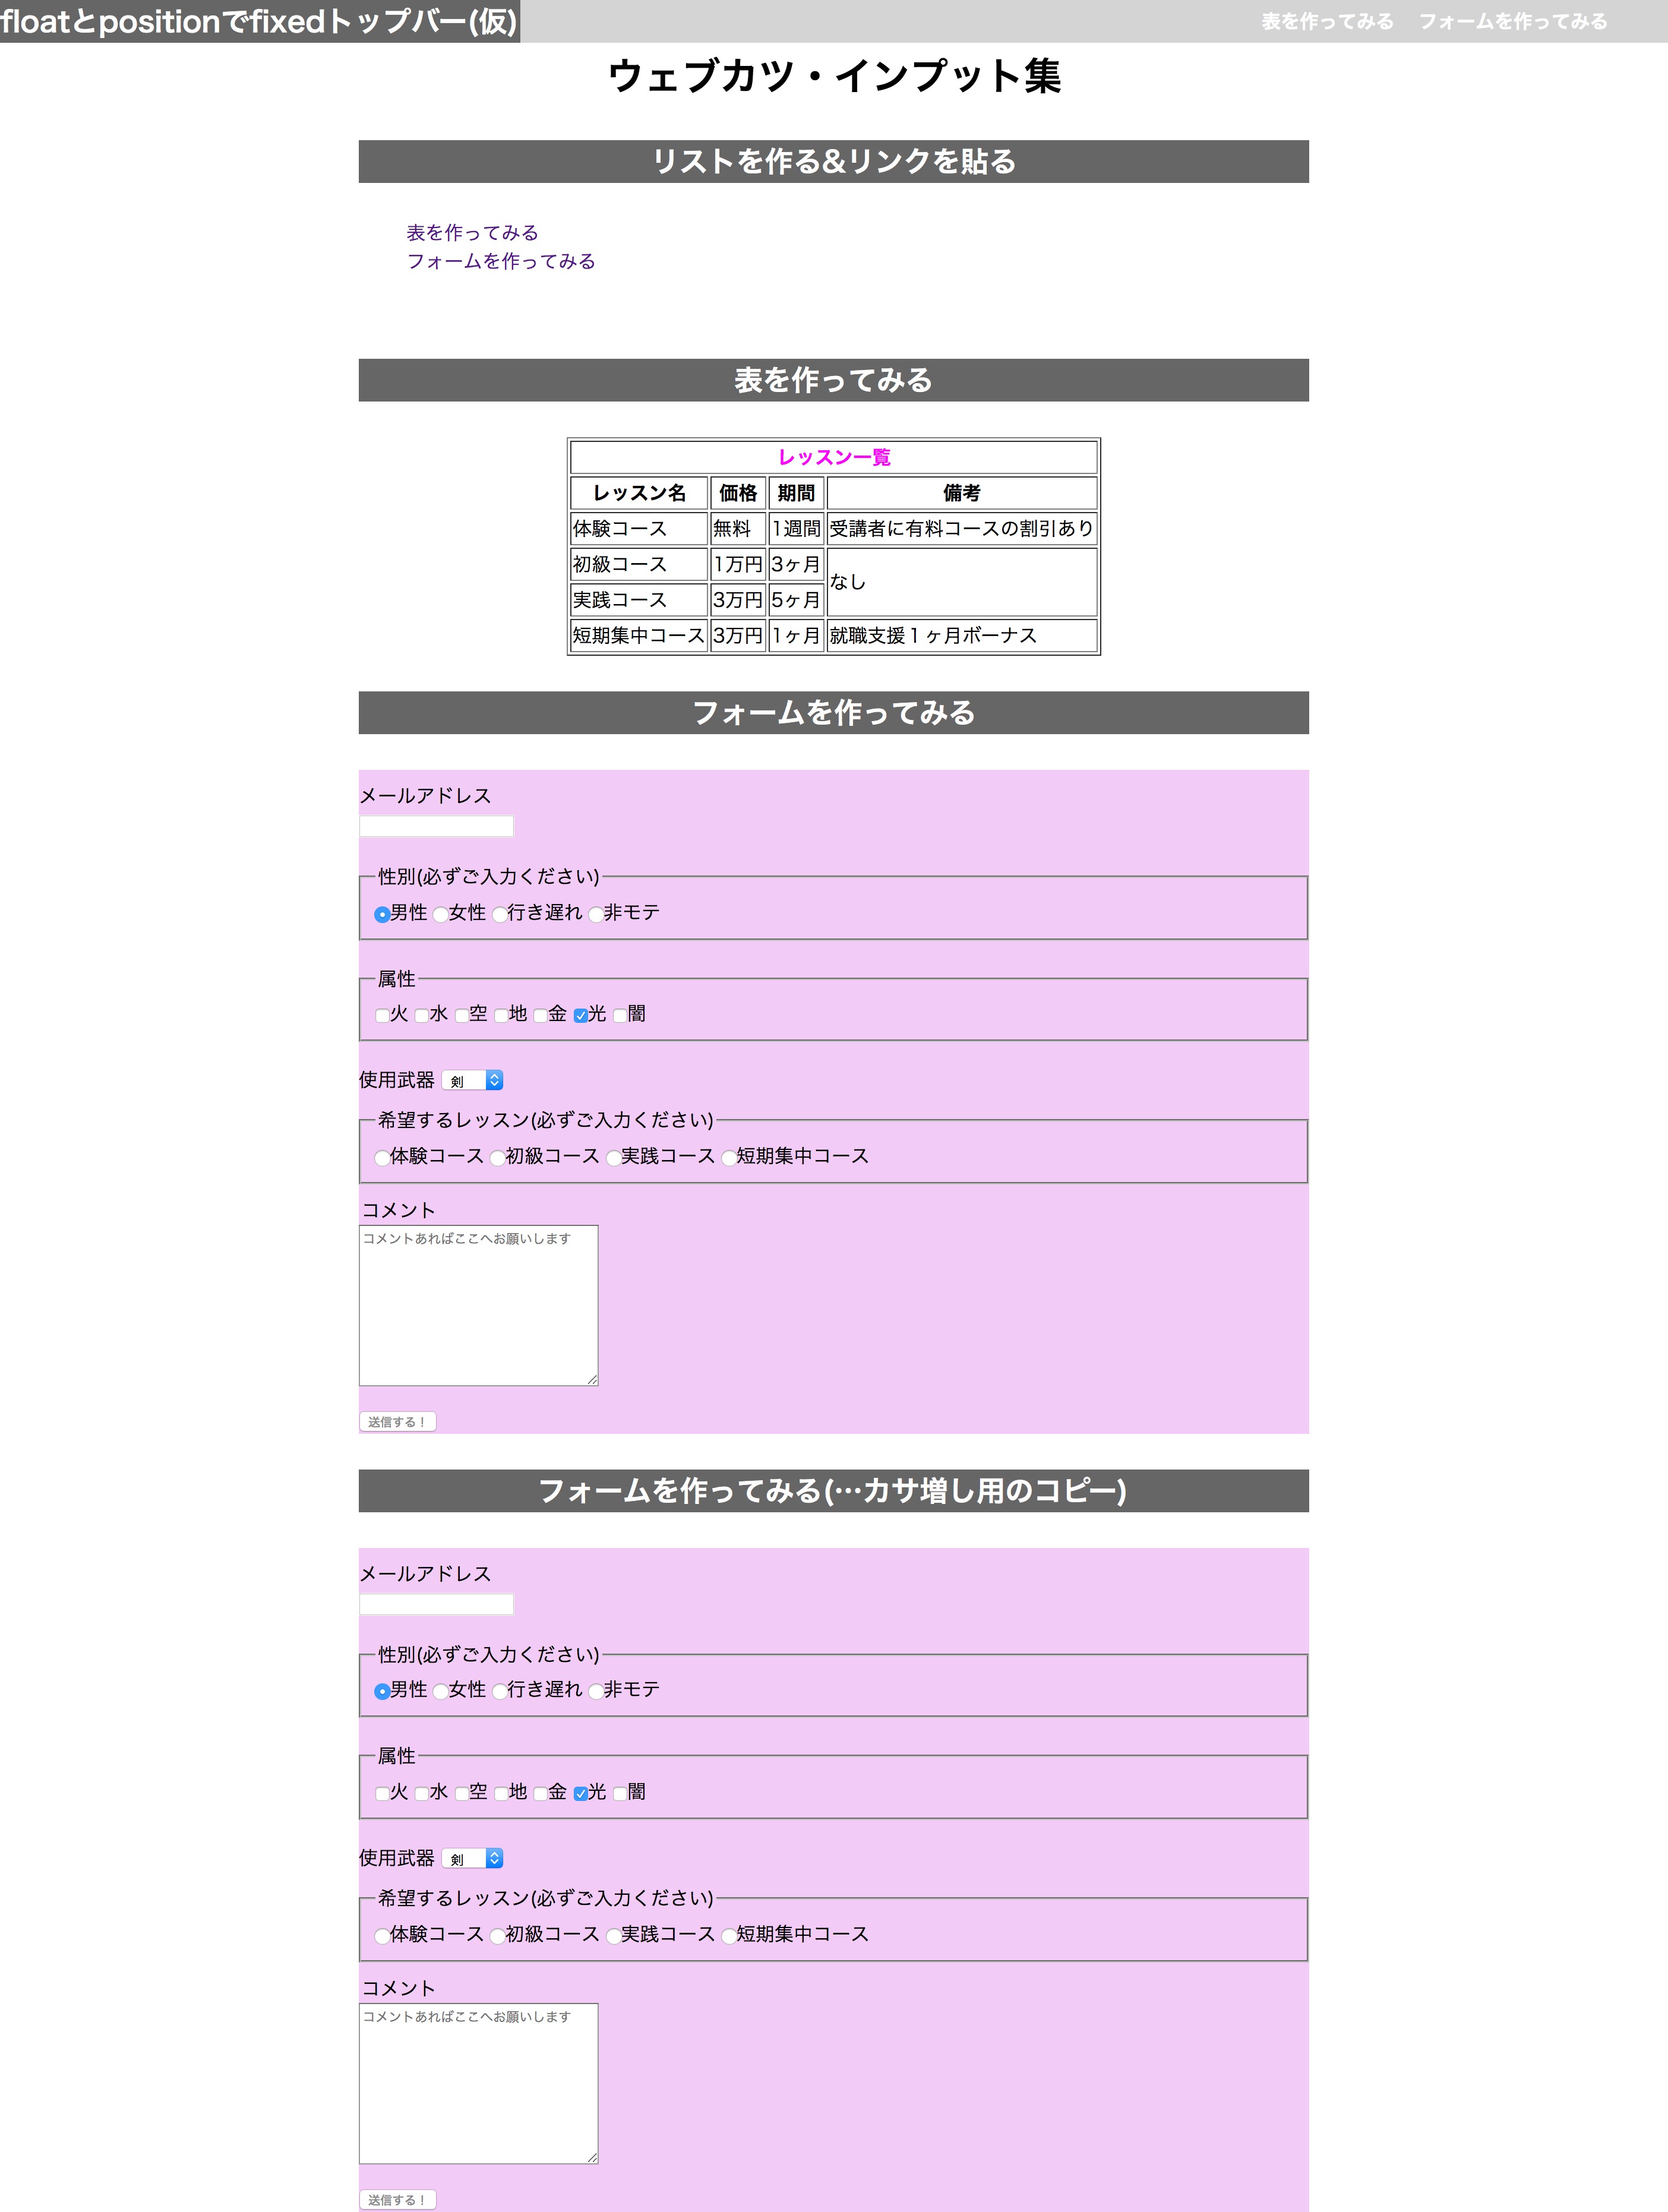 floatとpositionでfixedトップバー(仮)
表を作ってみる フォームを作ってみる
ウェブカツ・インプット集
リストを作る&リンクを貼る
表を作ってみる
フォームを作ってみる
表を作ってみる
レッスン一覧
レッスン名 価格 期間 備考
体験コース 無料 1週間 受講者に有料コースの割引あり
初級コース 1万円 3ヶ月 なし
実践コース 3万円 5ヶ月
短期集中コース 3万円 1ヶ月 就職支援１ヶ月ボーナス
フォームを作ってみる
メールアドレス
性別(必ずご入力ください)
男性 女性 行き遅れ 非モテ
属性
火 水 空 地 金 光 闇
使用武器 剣
希望するレッスン(必ずご入力ください)
体験コース 初級コース 実践コース 短期集中コース
コメント
コメントあればここへお願いします
送信する！
フォームを作ってみる(…カサ増し用のコピー)
メールアドレス
性別(必ずご入力ください)
男性 女性 行き遅れ 非モテ
属性
火 水 空 地 金 光 闇
使用武器 剣
希望するレッスン(必ずご入力ください)
体験コース 初級コース 実践コース 短期集中コース
コメント
コメントあればここへお願いします
送信する！